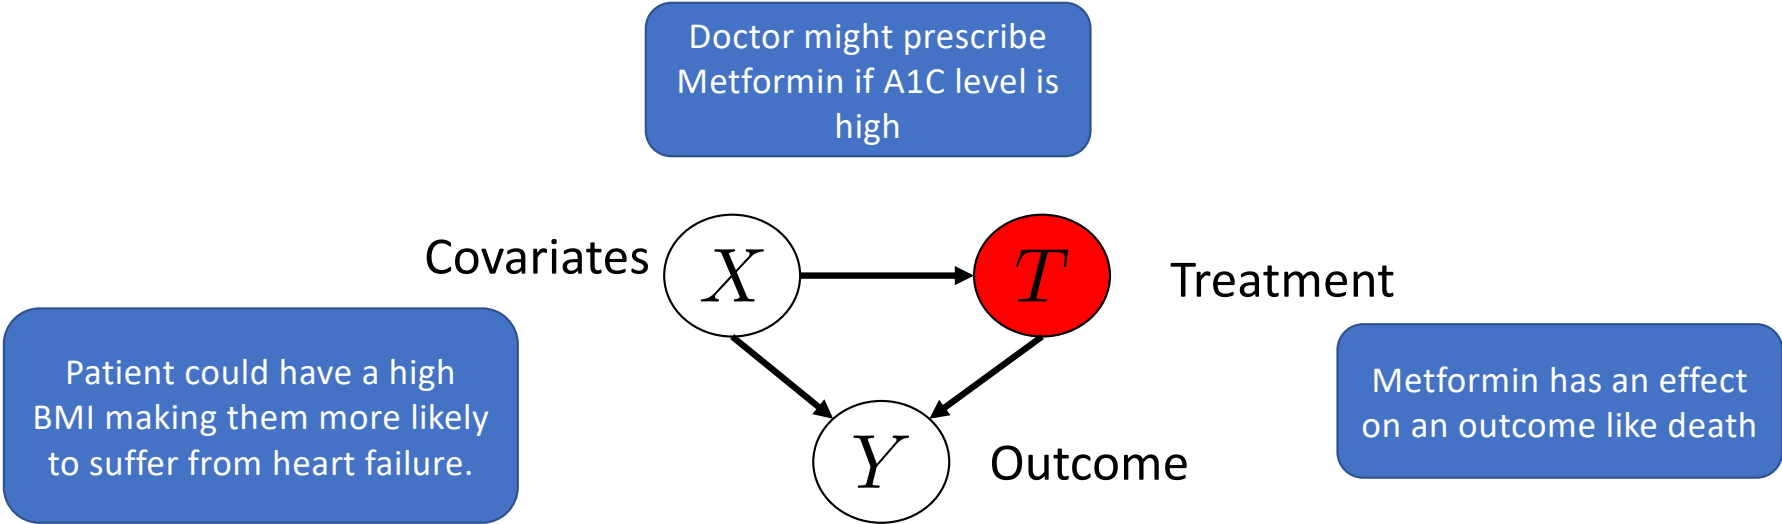 Doctor might prescribe
Metformin if A1C level is
high
Covariates
X
T
Treatment
Patient could have a high
BMI making them more likely
to suffer from heart failure.
Metformin has an effect
on an outcome like death
Y
Outcome